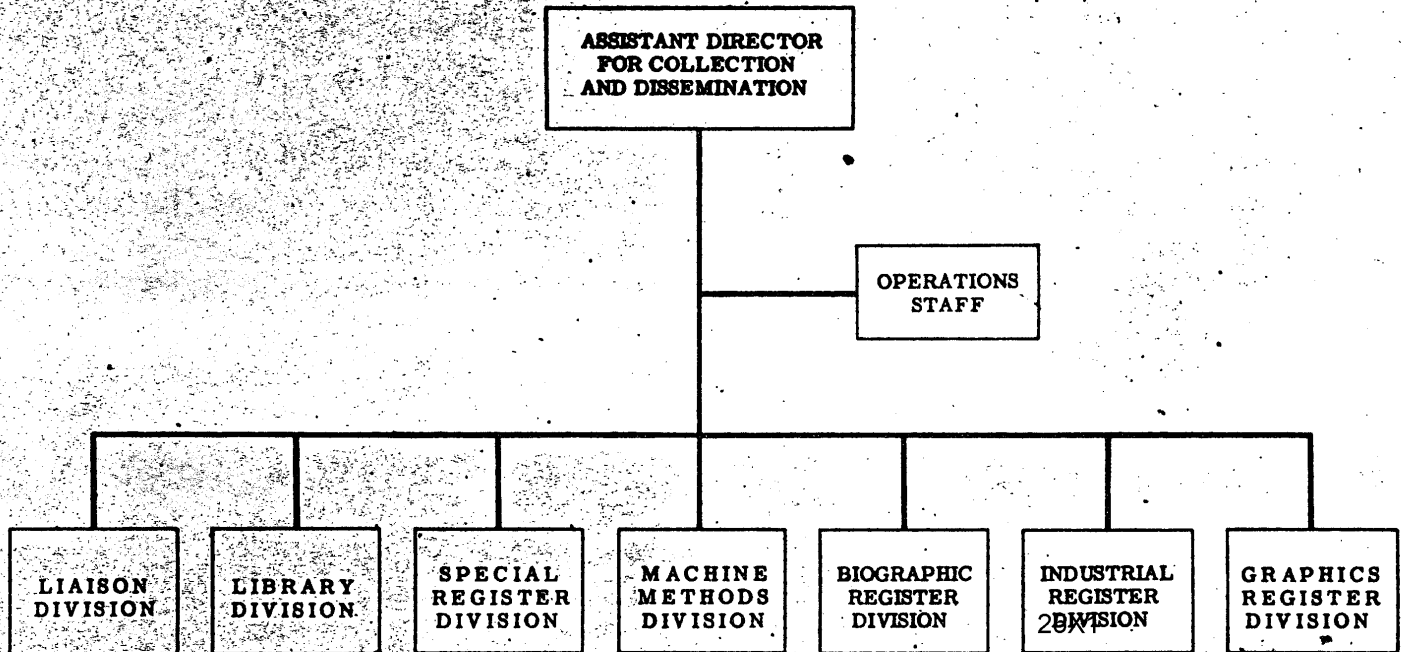 ASSISTANT DIRECTOR
FOR COLLECTION
AND DISSEMINATION
OPERATIONS
STAFF
LIAISON
DIVISION
LIBRARY
DIVISION
SPECIAL
REGISTER
DIVISION
MACHINE
METHODS
DIVISION
BIOGRAPHIC
REGISTER
DIVISION
INDUSTRIAL
REGISTER
DIVISION
25X1
GRAPHICS
REGISTER
DIVISION